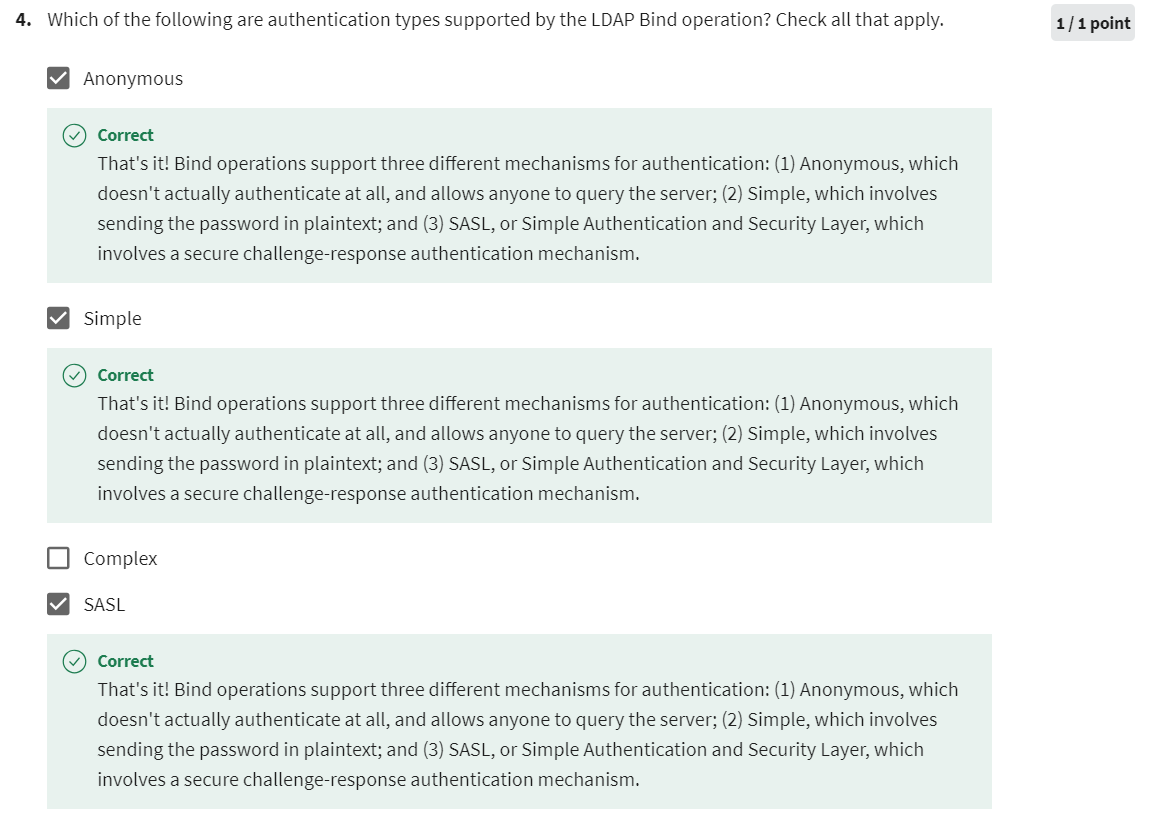 4. Which of the following are authentication types supported by the LDAP Bind operation? Check all that apply.
1 / 1 point
Anonymous
Correct
That's it! Bind operations support three different mechanisms for authentication: (1) Anonymous, which
doesn't actually authenticate at all, and allows anyone to query the server; (2) Simple, which involves
sending the password in plaintext; and (3) SASL, or Simple Authentication and Security Layer, which
involves a secure challenge-response authentication mechanism.
Simple
Correct
That's it! Bind operations support three different mechanisms for authentication: (1) Anonymous, which
doesn't actually authenticate at all, and allows anyone to query the server; (2) Simple, which involves
sending the password in plaintext; and (3) SASL, or Simple Authentication and Security Layer, which
involves a secure challenge-response authentication mechanism.
Complex
SASL
Correct
That's it! Bind operations support three different mechanisms for authentication: (1) Anonymous, which
doesn't actually authenticate at all, and allows anyone to query the server; (2) Simple, which involves
sending the password in plaintext; and (3) SASL, or Simple Authentication and Security Layer, which
involves a secure challenge-response authentication mechanism.